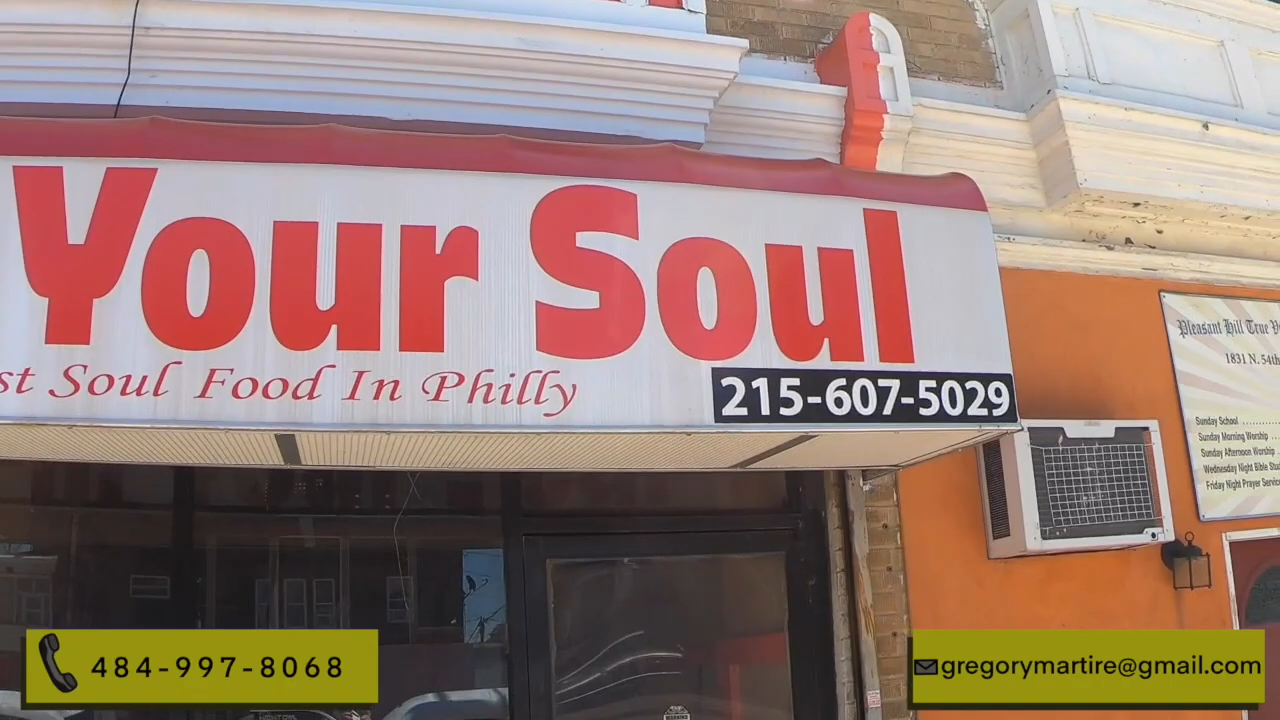 Your Soul
st Soul Food In Philly
215-607-5029
Pleasant Hill True
1831 N. 54th
Sunday School
Sunday Morning Worship
Sunday Afternoon Worship
Wednesday Night Bible Stu
Friday Night Prayer Servic
484-997-8068
gregorymartire@gmail.com